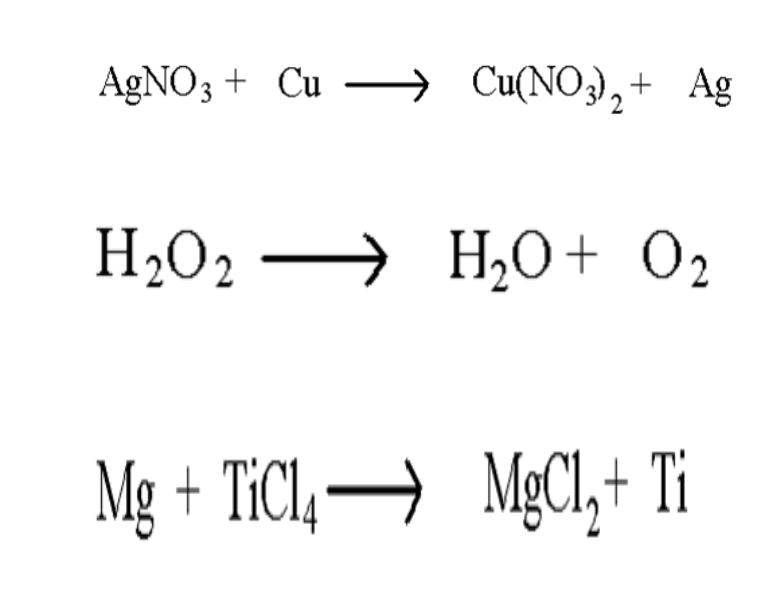 AgNO₃ + Cu ⟶ Cu(NO₃)₂ + Ag
H₂O₂ ⟶ H₂O + O₂
Mg + TiCl₄ ⟶ MgCl₂ + Ti